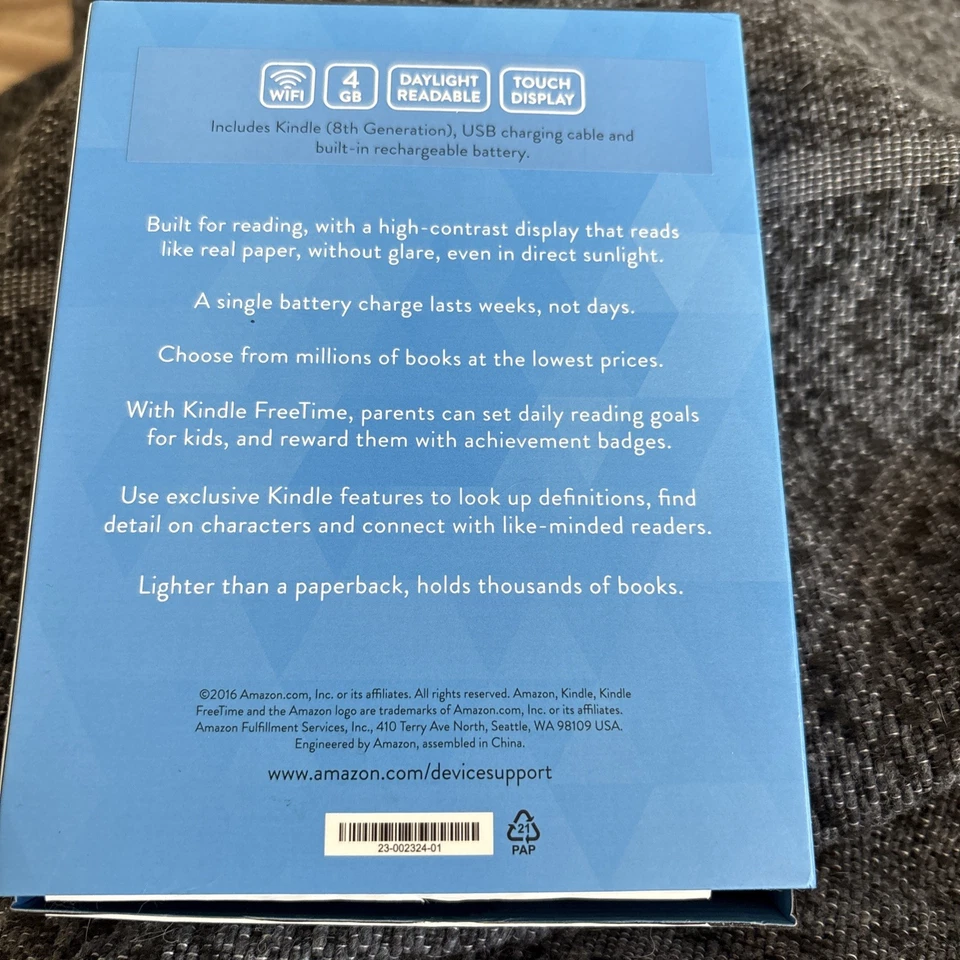 WiFi
4
GB
DAYLIGHT
READABLE
TOUCH
DISPLAY
Includes Kindle (8th Generation), USB charging cable and
built-in rechargeable battery.
Built for reading, with a high-contrast display that reads
like real paper, without glare, even in direct sunlight.
A single battery charge lasts weeks, not days.
Choose from millions of books at the lowest prices.
With Kindle FreeTime, parents can set daily reading goals
for kids, and reward them with achievement badges.
Use exclusive Kindle features to look up definitions, find
detail on characters and connect with like-minded readers.
Lighter than a paperback, holds thousands of books.
©2016 Amazon.com, Inc. or its affiliates. All rights reserved. Amazon, Kindle, Kindle
FreeTime and the Amazon logo are trademarks of Amazon.com, Inc. or its affiliates.
Amazon Fulfillment Services, Inc., 410 Terry Ave North, Seattle, WA 98109 USA.
Engineered by Amazon, assembled in China.
www.amazon.com/devicesupport
23-002324-01
21
PAP